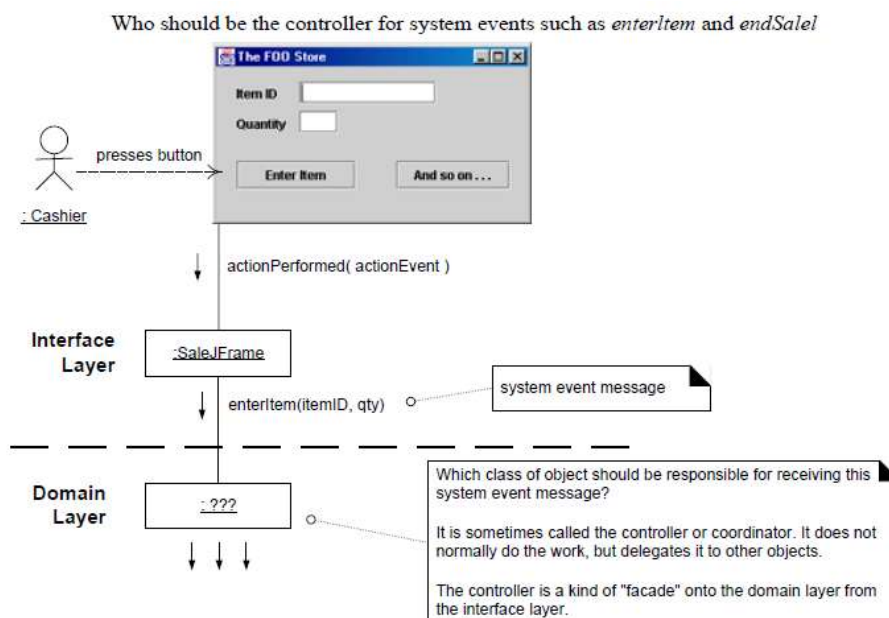 Who should be the controller for system events such as enterItem and endSalel
The FOO Store
Item ID
Quantity
presses button
Enter Item
And so on . . .
: Cashier
actionPerformed( actionEvent )
Interface
Layer
:SaleJFrame
system event message
enterItem(itemID, qty)
Which class of object should be responsible for receiving this
system event message?
It is sometimes called the controller or coordinator. It does not
normally do the work, but delegates it to other objects.
The controller is a kind of "facade" onto the domain layer from
the interface layer.
Domain
Layer
: ???